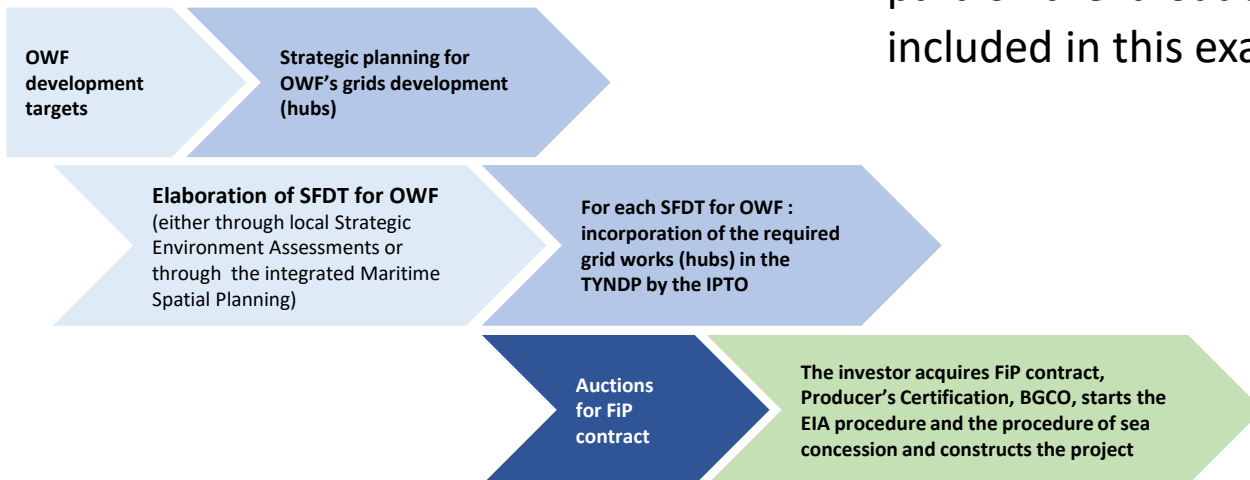 included in this exa
OWF
development
targets
Strategic planning for
OWF's grids development
(hubs)
Elaboration of SFDT for OWF
(either through local Strategic
Environment Assessments or
through the integrated Maritime
Spatial Planning)
For each SFDT for OWF :
incorporation of the required
grid works (hubs) in the
TYNDP by the IPTO
Auctions
for FiP
contract
The investor acquires FiP contract,
Producer's Certification, BGCO, starts the
EIA procedure and the procedure of sea
concession and constructs the project